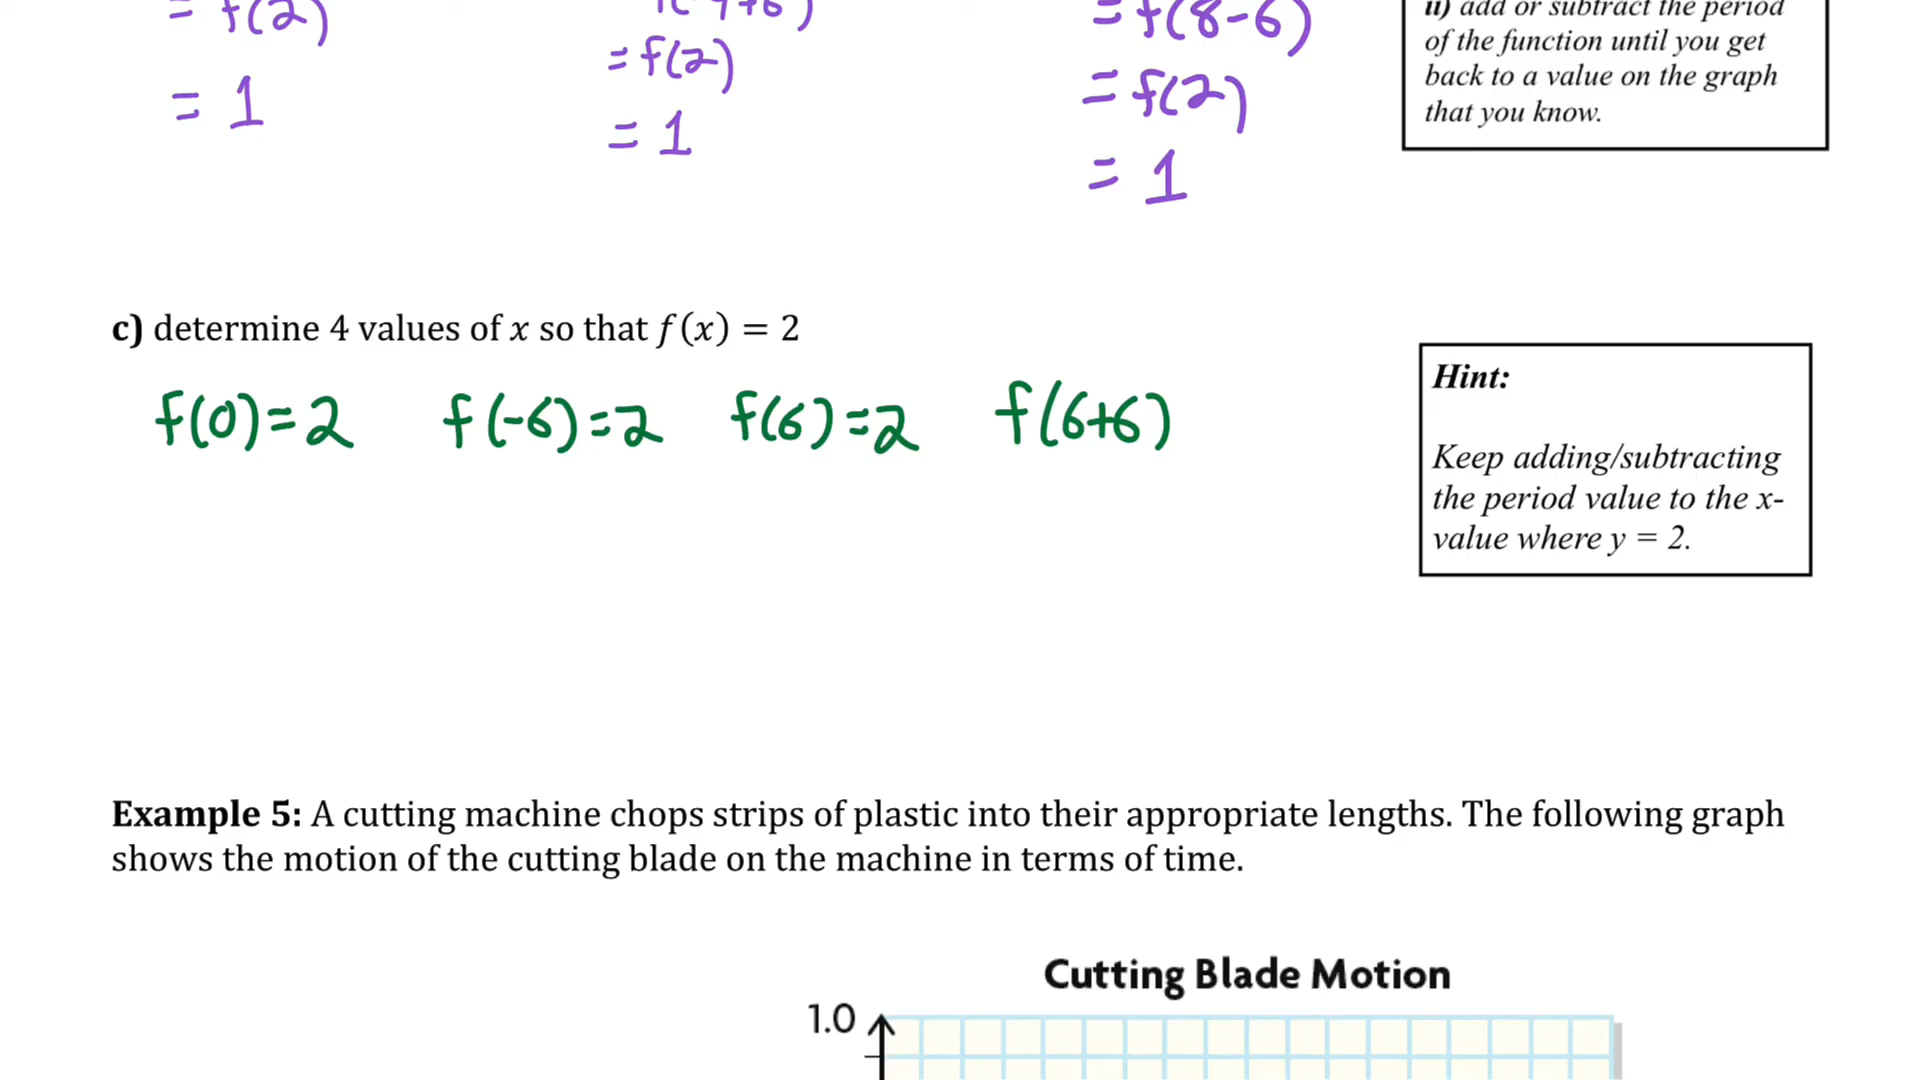 = f(2)
= f(2)
= 1
= 1
= f(8-6)
= f(2)
= 1
ii) add or subtract the period
of the function until you get
back to a value on the graph
that you know.
c) determine 4 values of x so that f(x) = 2
f(0)=2 f(-6)=2 f(6)=2 f(6+6)
Hint:
Keep adding/subtracting
the period value to the x-
value where y = 2.
Example 5: A cutting machine chops strips of plastic into their appropriate lengths. The following graph
shows the motion of the cutting blade on the machine in terms of time.
Cutting Blade Motion
1.0